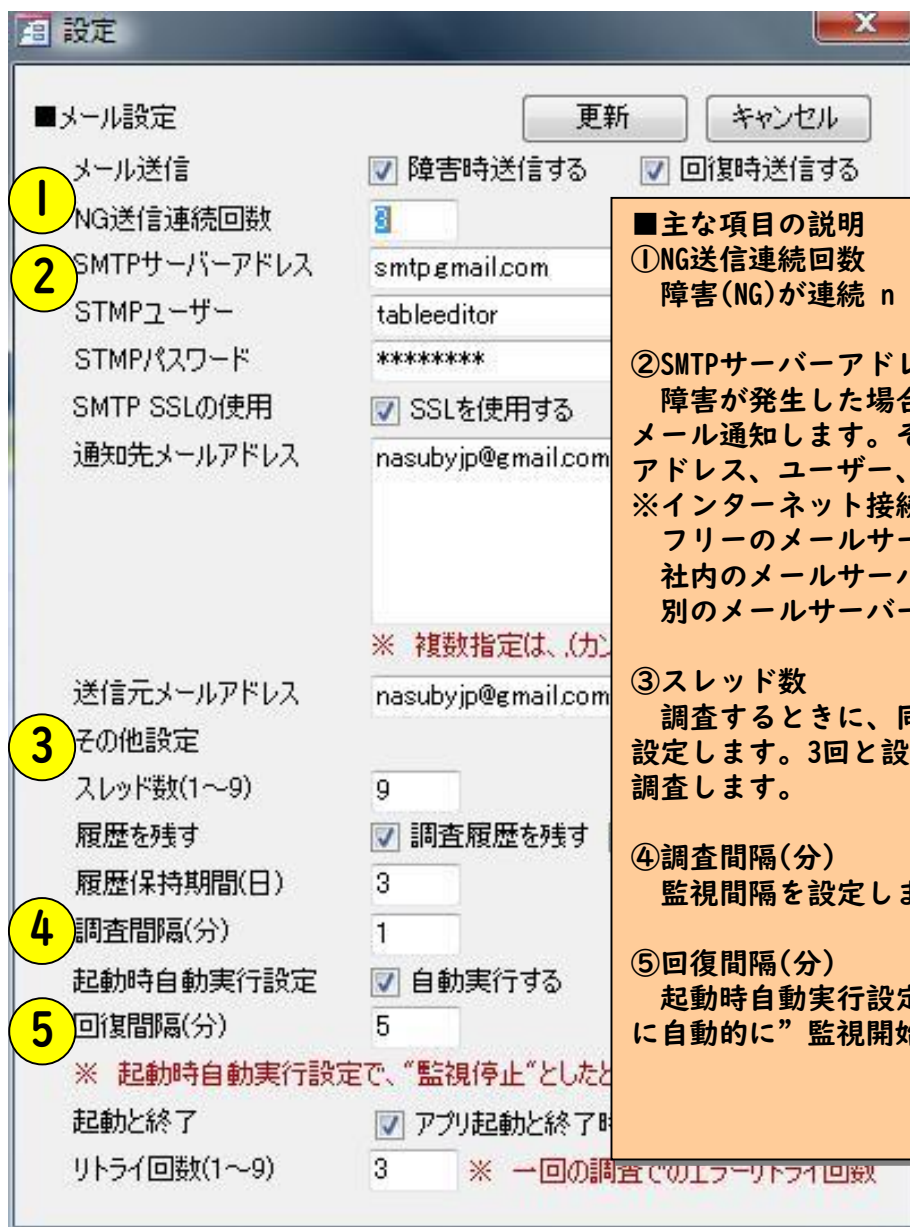 設定
X
■メール設定
更新
キャンセル
メール送信
障害時送信する
回復時送信する
1
NG送信連続回数
3
2
SMTPサーバーアドレス
smtp.gmail.com
STMPユーザー
tableeditor
STMPパスワード
********
SMTP SSLの使用
SSLを使用する
通知先メールアドレス
nasubyjp@gmail.com
※ 複数指定は、,(カン
送信元メールアドレス
nasubyjp@gmail.com
3
その他設定
スレッド数(1～9)
9
履歴を残す
調査履歴を残す
履歴保持期間(日)
3
4
調査間隔(分)
1
起動時自動実行設定
自動実行する
5
回復間隔(分)
5
※ 起動時自動実行設定で、“監視停止“としたと
起動と終了
アプリ起動と終了時
リトライ回数(1～9)
3
※ 一回の調査でのエラーリトライ回数
■主な項目の説明
①NG送信連続回数
障害(NG)が連続 n
②SMTPサーバーアドレ
障害が発生した場合
メール通知します。そ
アドレス、ユーザー、
※インターネット接続
フリーのメールサー
社内のメールサーバ
別のメールサーバー
③スレッド数
調査するときに、同
設定します。3回と設
調査します。
④調査間隔(分)
監視間隔を設定しま
⑤回復間隔(分)
起動時自動実行設定
に自動的に”監視開始